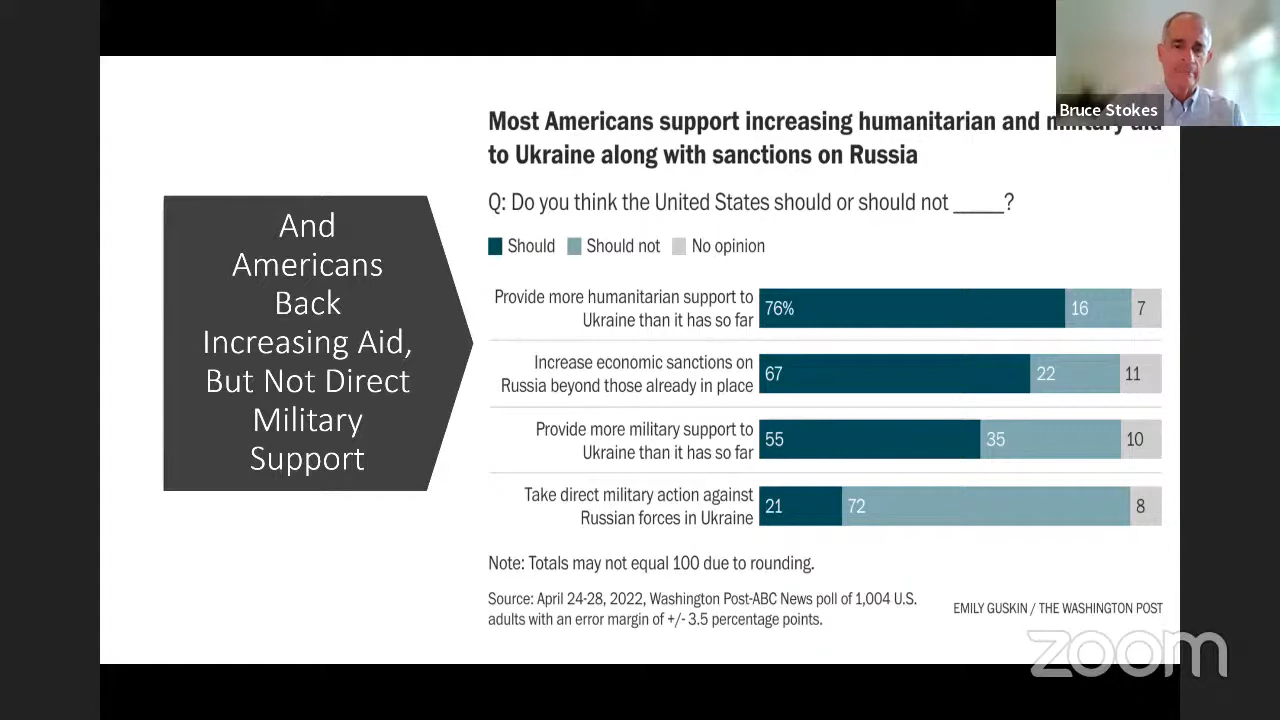 Bruce Stokes
Most Americans support increasing humanitarian and military aid
to Ukraine along with sanctions on Russia
And
Americans
Back
Increasing Aid,
But Not Direct
Military
Support
Q: Do you think the United States should or should not _____?
Should Should not No opinion
Provide more humanitarian support to
Ukraine than it has so far
76% 16 7
Increase economic sanctions on
Russia beyond those already in place
67 22 11
Provide more military support to
Ukraine than it has so far
55 35 10
Take direct military action against
Russian forces in Ukraine
21 72 8
Note: Totals may not equal 100 due to rounding.
Source: April 24-28, 2022, Washington Post-ABC News poll of 1,004 U.S.
adults with an error margin of +/- 3.5 percentage points.
EMILY GUSKIN / THE WASHINGTON POST
zoom